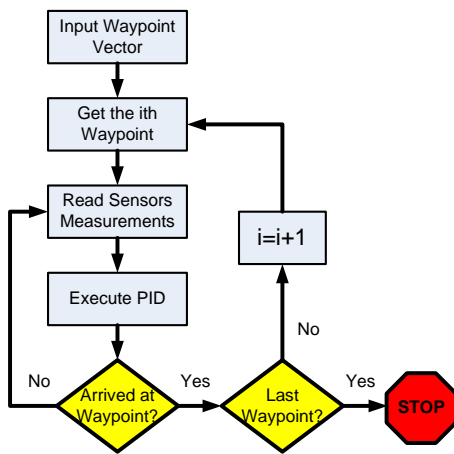 Input Waypoint
Vector
Get the ith
Waypoint
Read Sensors
Measurements
i=i+1
Execute PID
No
No
Yes
Yes
Arrived at
Waypoint?
Last
Waypoint?
STOP